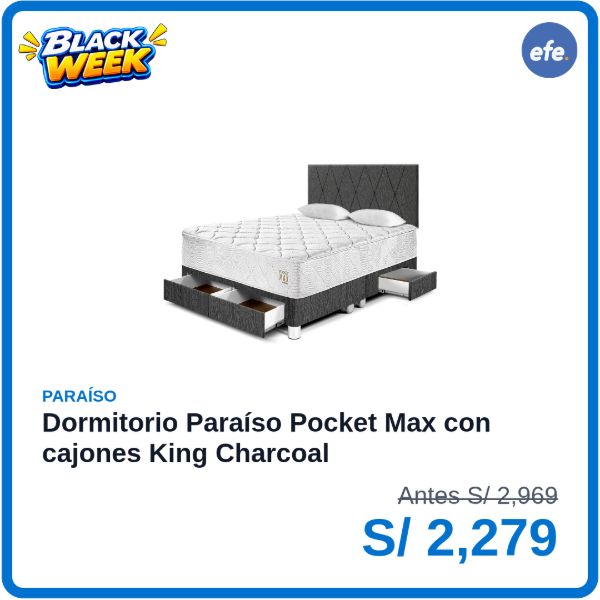 BLACK
WEEK
efe.
PARAÍSO
Dormitorio Paraíso Pocket Max con
cajones King Charcoal
Antes S/ 2,969
S/ 2,279